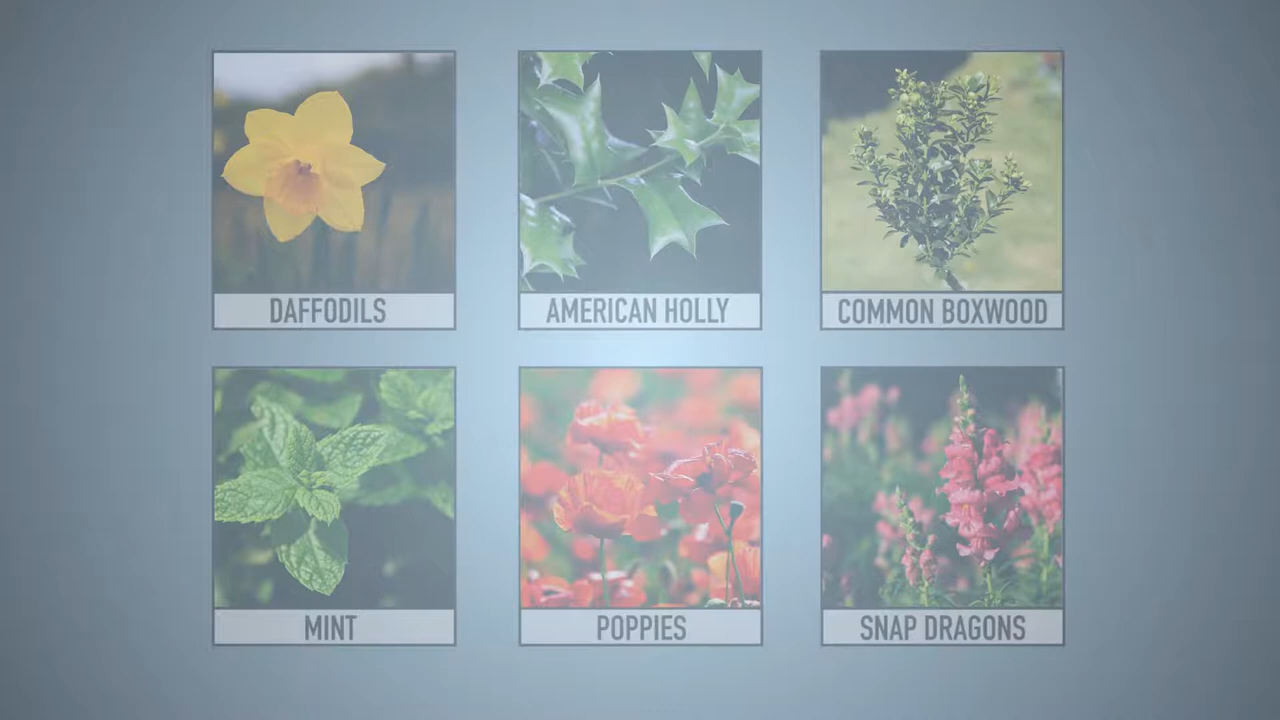 DAFFODILS
AMERICAN HOLLY
COMMON BOXWOOD
MINT
POPPIES
SNAP DRAGONS